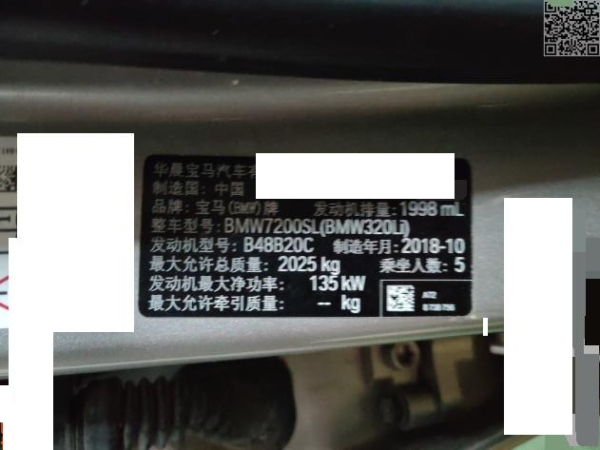 华晨宝马汽车有
制造国：中国
品牌：宝马(BMW)牌 发动机排量：1998 mL
整车型号：BMW7200SL(BMW320Li)
发动机型号：B48B20C 制造年月：2018-10
最大允许总质量：2025 kg 乘坐人数：5
发动机最大净功率：135 kW
最大允许牵引质量：-- kg